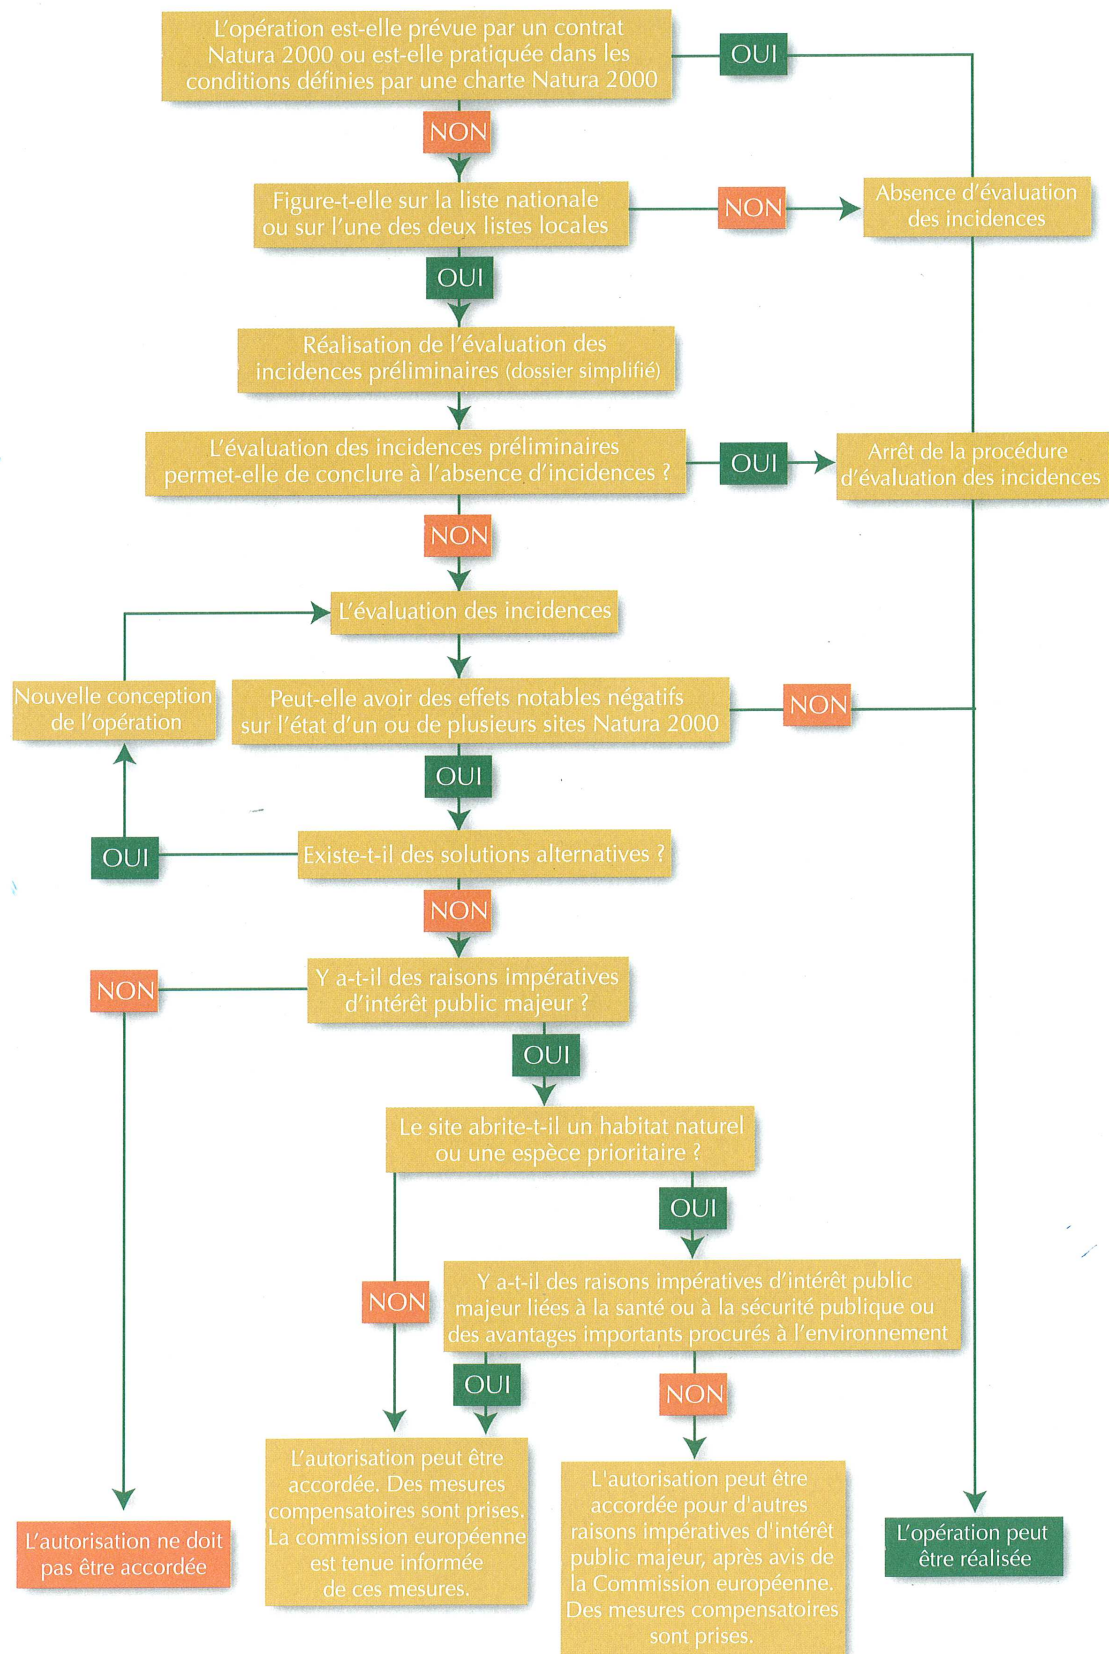 L'opération est-elle prévue par un contrat
Natura 2000 ou est-elle pratiquée dans les
conditions définies par une charte Natura 2000
OUI
NON
Figure-t-elle sur la liste nationale
ou sur l'une des deux listes locales
NON
Absence d'évaluation
des incidences
OUI
Réalisation de l'évaluation des
incidences préliminaires (dossier simplifié)
L'évaluation des incidences préliminaires
permet-elle de conclure à l'absence d'incidences ?
OUI
Arrêt de la procédure
d'évaluation des incidences
NON
L'évaluation des incidences
Nouvelle conception
de l'opération
Peut-elle avoir des effets notables négatifs
sur l'état d'un ou de plusieurs sites Natura 2000
NON
OUI
OUI
Existe-t-il des solutions alternatives ?
NON
Y a-t-il des raisons impératives
d'intérêt public majeur ?
NON
OUI
Le site abrite-t-il un habitat naturel
ou une espèce prioritaire ?
OUI
NON
Y a-t-il des raisons impératives d'intérêt public
majeur liées à la santé ou à la sécurité publique ou
des avantages importants procurés à l'environnement
OUI
NON
L'autorisation ne doit
pas être accordée
L'autorisation peut être
accordée. Des mesures
compensatoires sont prises.
La commission européenne
est tenue informée
de ces mesures.
L'autorisation peut être
accordée pour d'autres
raisons impératives d'intérêt
public majeur, après avis de
la Commission européenne.
Des mesures compensatoires
sont prises.
L'opération peut
être réalisée